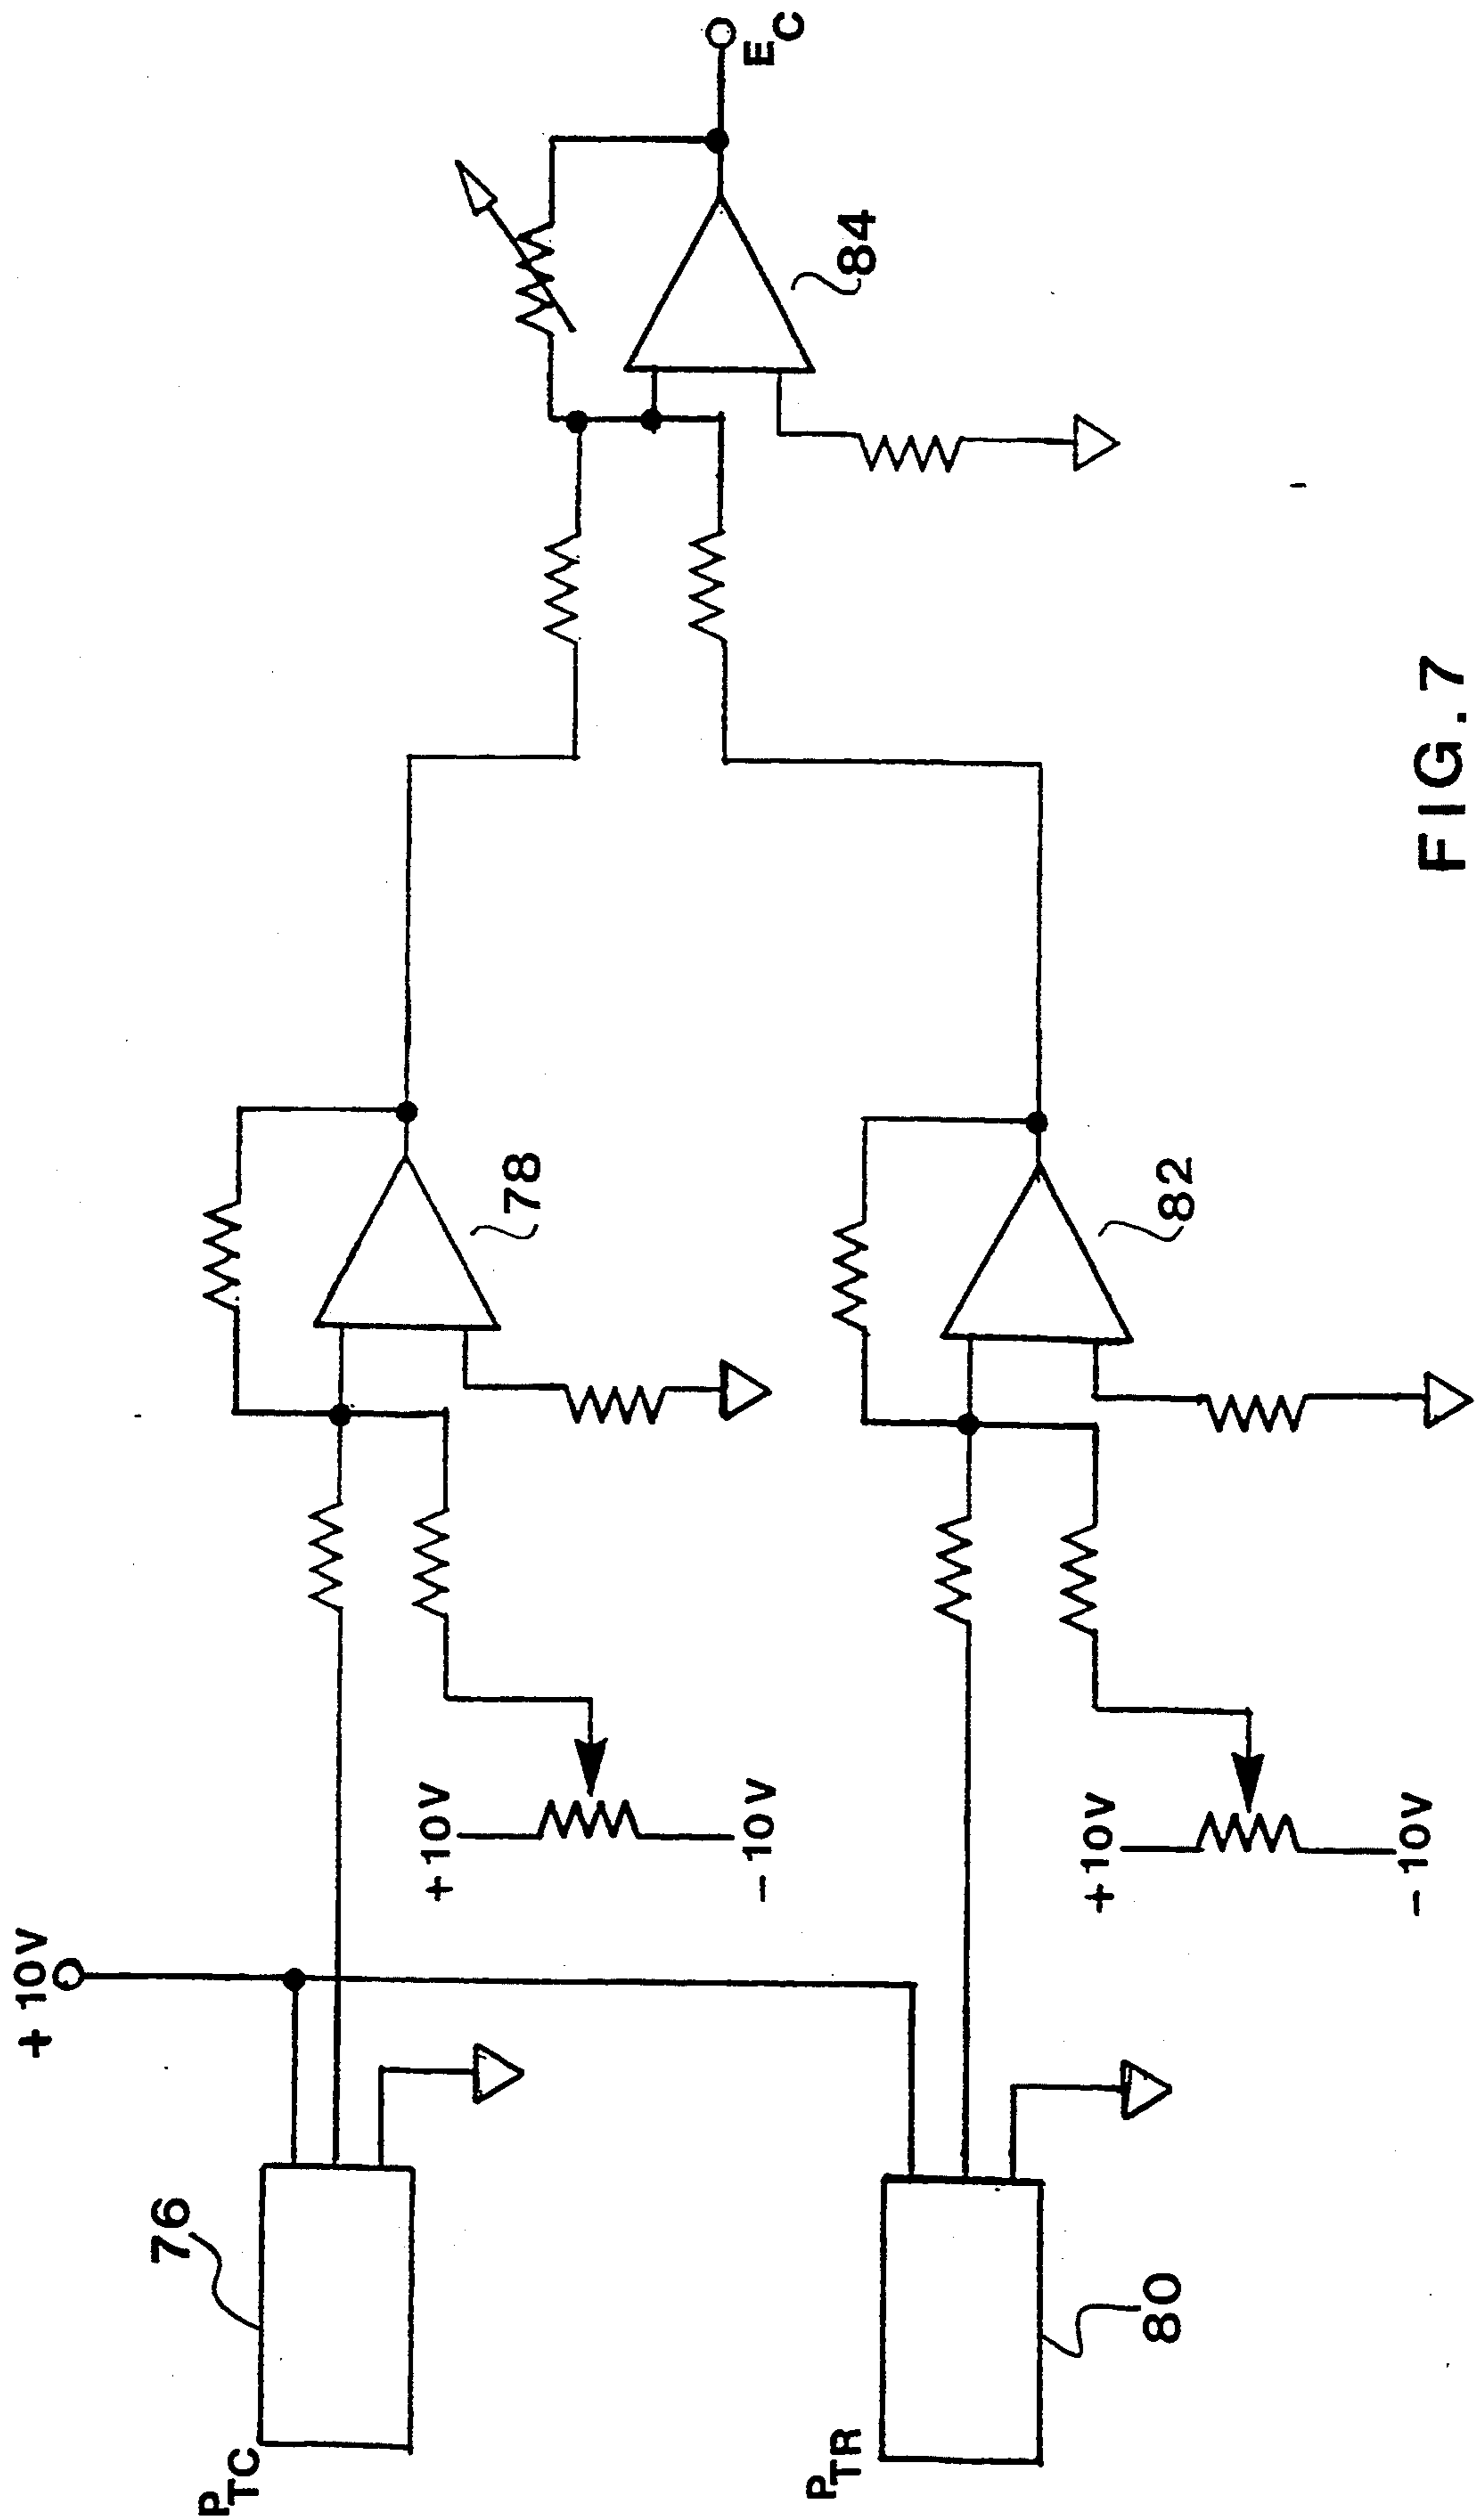 +10V
76
P_TC
+10V
-10V
78
84
E_C
P_TR
80
+10V
-10V
82
FIG. 7